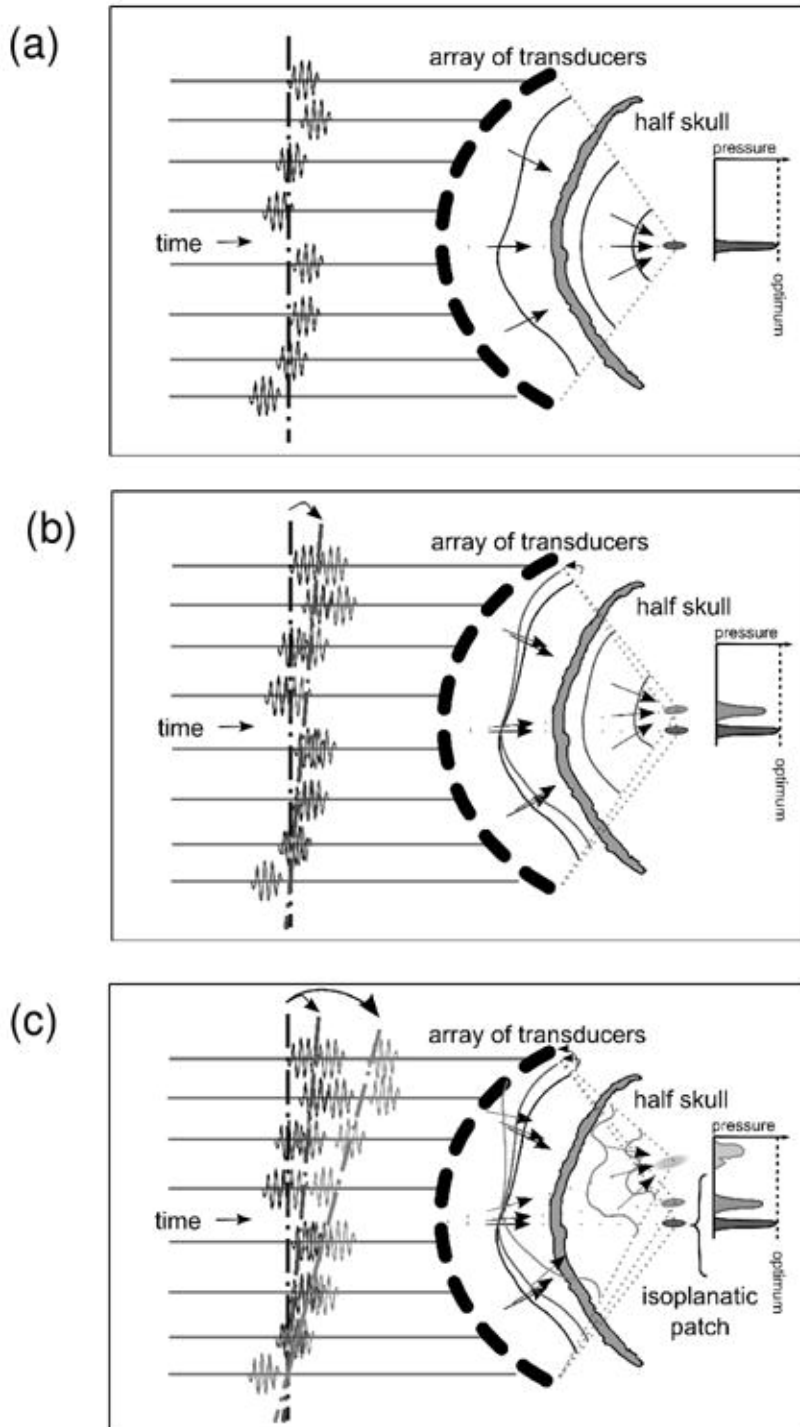 (a)
array of transducers
half skull
pressure
time
optimum
(b)
array of transducers
half skull
pressure
time
optimum
(c)
array of transducers
half skull
pressure
time
isoplanatic
patch
optimum